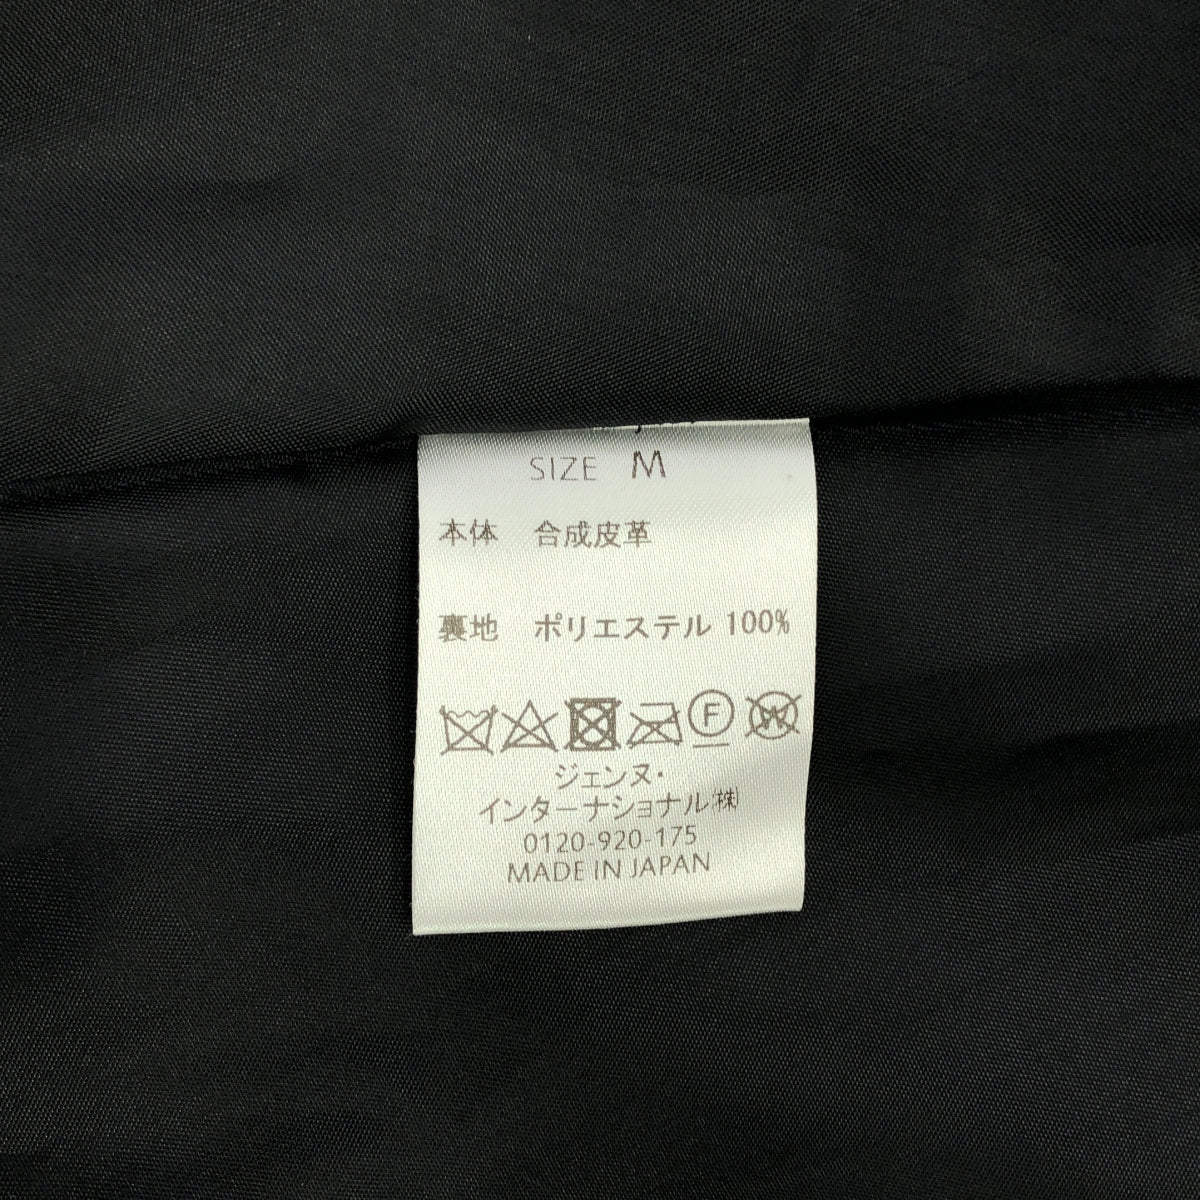 SIZE M
本体 合成皮革
裏地 ポリエステル 100%
F W
ジェンヌ・
インターナショナル㈱
0120-920-175
MADE IN JAPAN